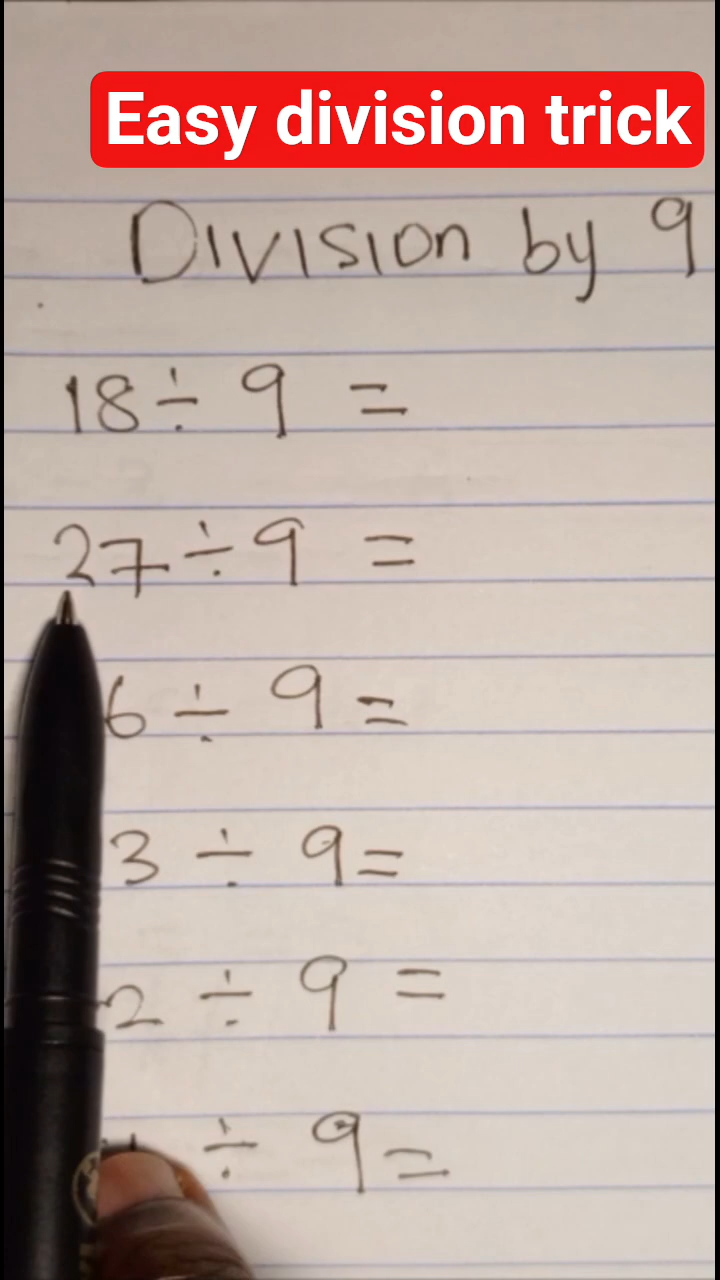 Easy division trick
Division by 9
18 ÷ 9 =
27 ÷ 9 =
6 ÷ 9 =
3 ÷ 9 =
2 ÷ 9 =
÷ 9 =